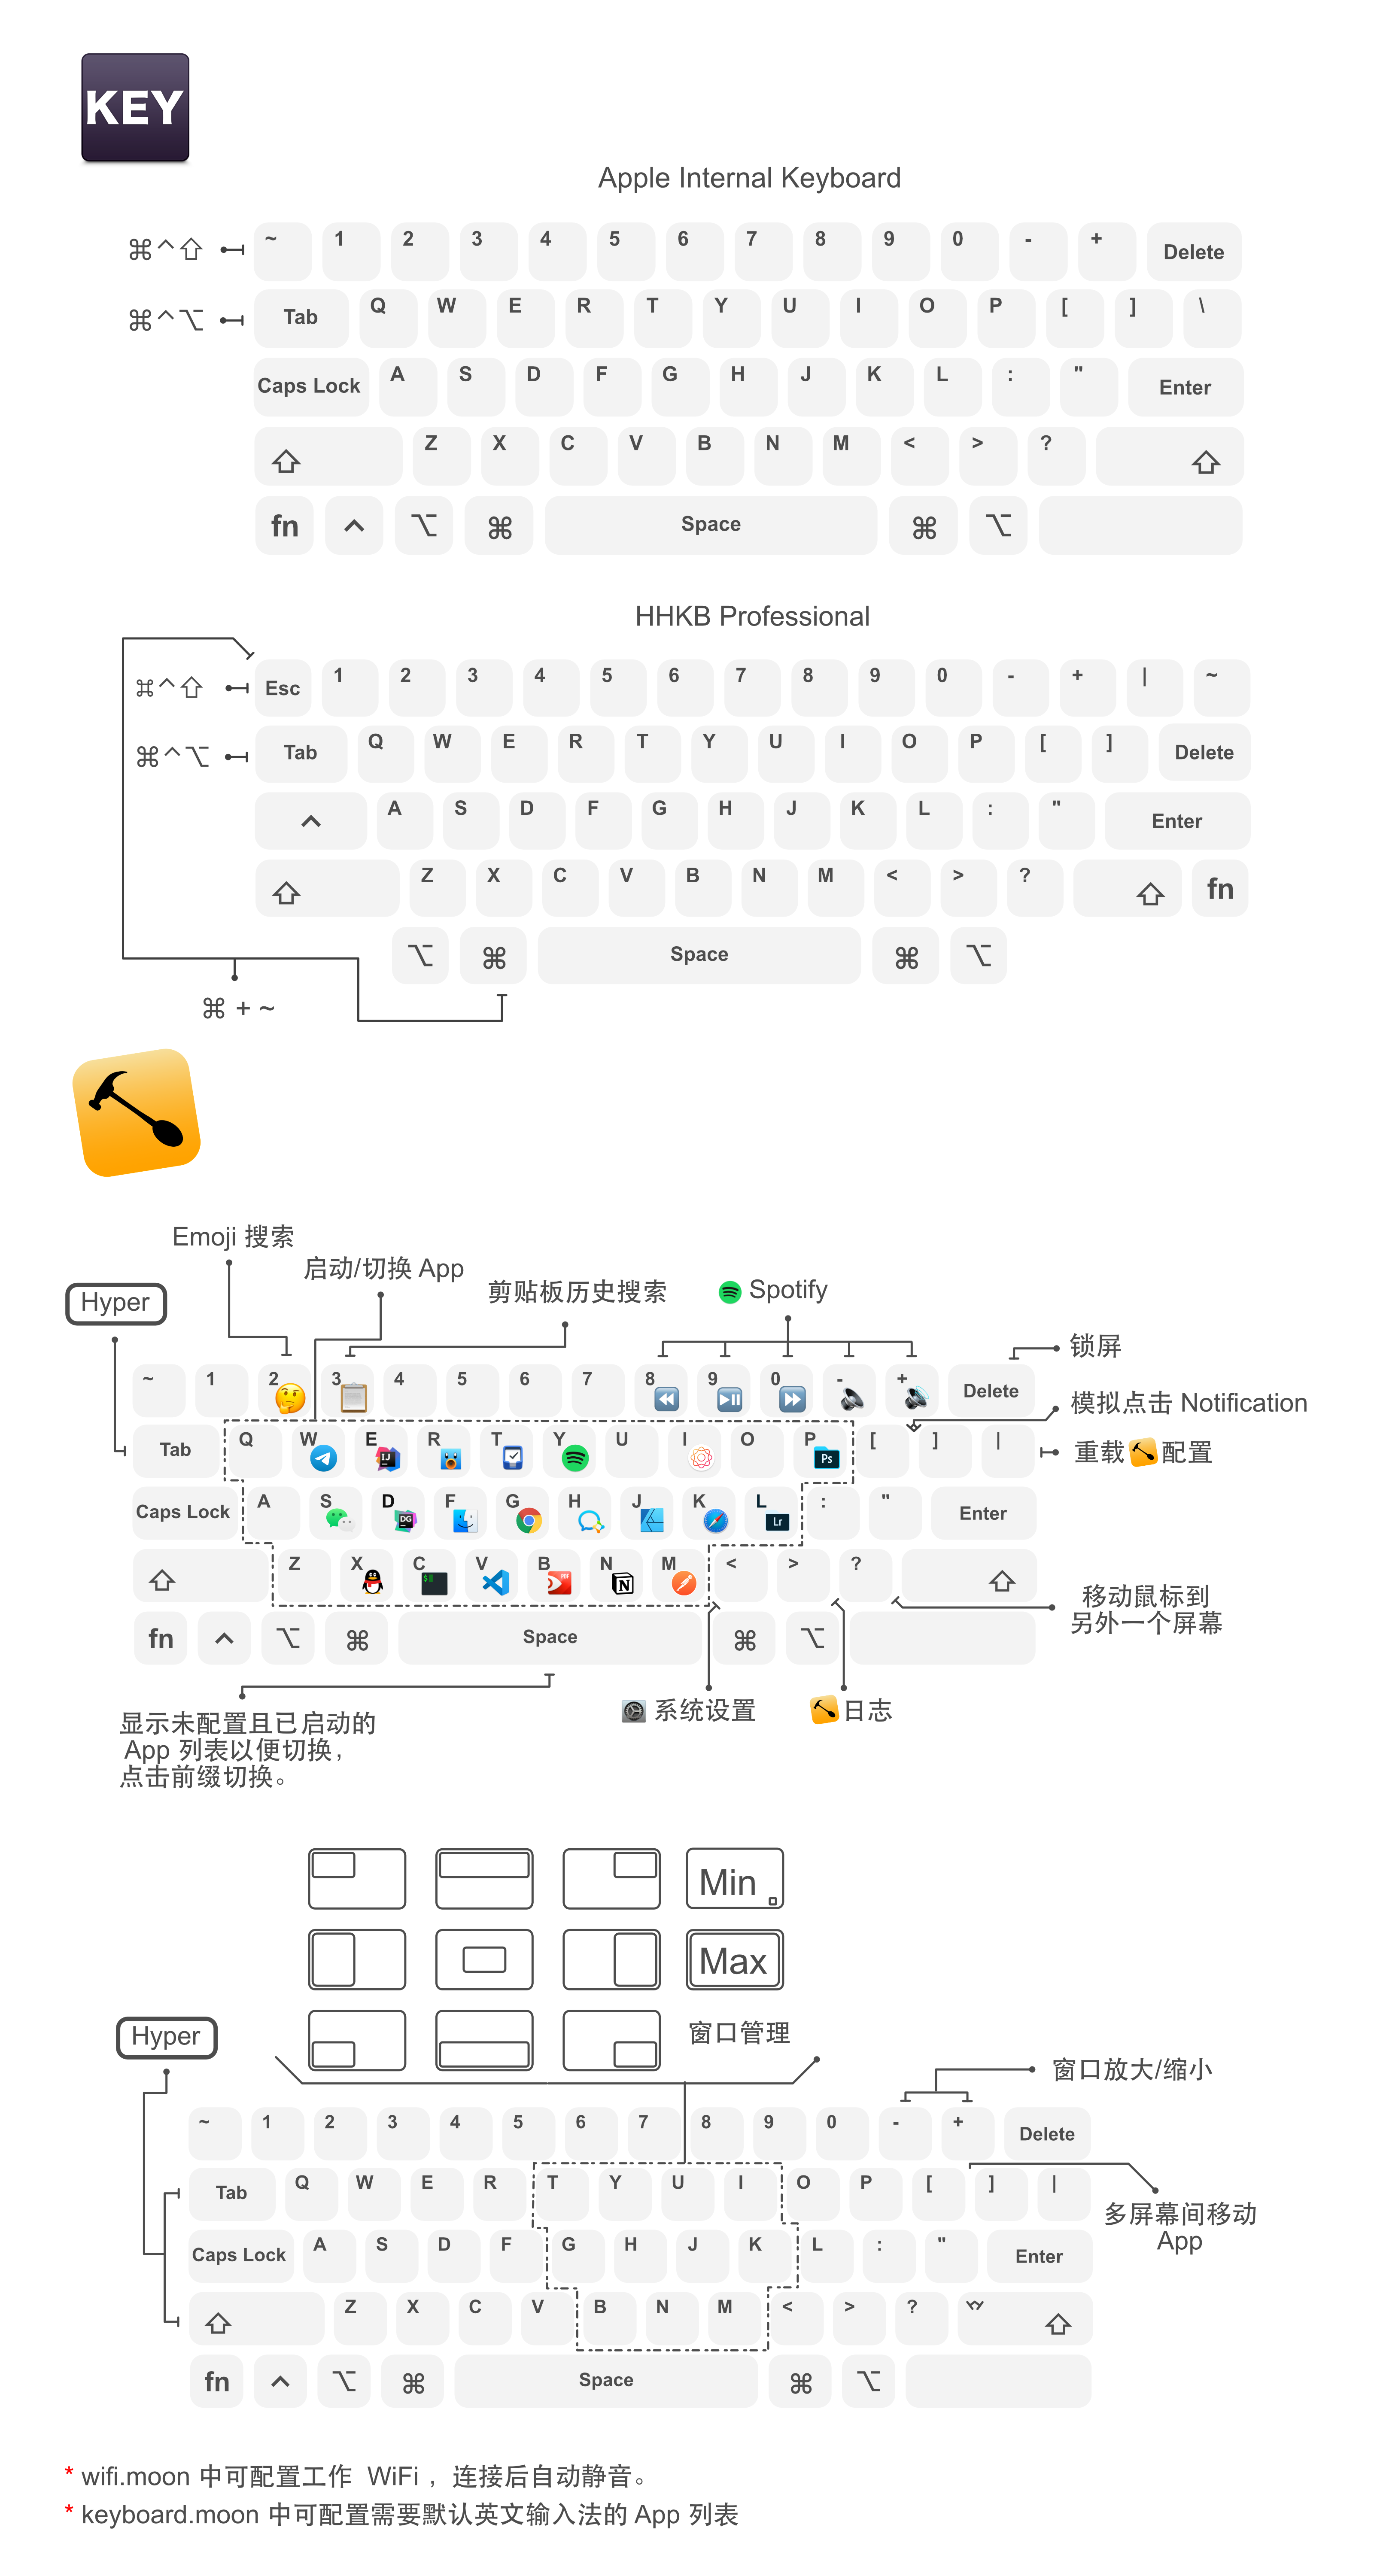 KEY
Apple Internal Keyboard
⌘^⇧
~ 1 2 3 4 5 6 7 8 9 0 - + Delete
⌘^⌥
Tab Q W E R T Y U I O P [ ] \
Caps Lock A S D F G H J K L : " Enter
⇧ Z X C V B N M < > ? ⇧
fn ^ ⌥ ⌘ Space ⌘ ⌥
HHKB Professional
⌘^⇧
Esc 1 2 3 4 5 6 7 8 9 0 - + | ~
⌘^⌥
Tab Q W E R T Y U I O P [ ] Delete
^ A S D F G H J K L : " Enter
⇧ Z X C V B N M < > ? ⇧ fn
⌥ ⌘ Space ⌘ ⌥
⌘ + ~
Emoji 搜索
启动/切换 App
剪贴板历史搜索
Spotify
Hyper
锁屏
~ 1 2 3 4 5 6 7 8 9 0 - + Delete
模拟点击 Notification
Tab Q W E R T Y U I O P [ ] |
IJ
Ps
重载 配置
Caps Lock A S D F G H J K L : " Enter
DG
Lr
⇧ Z X C V B N M < > ? ⇧
$
PDF
N
移动鼠标到
另外一个屏幕
fn ^ ⌥ ⌘ Space ⌘ ⌥
系统设置
日志
显示未配置且已启动的
App 列表以便切换，
点击前缀切换。
Min
Max
窗口管理
Hyper
窗口放大/缩小
~ 1 2 3 4 5 6 7 8 9 0 - + Delete
Tab Q W E R T Y U I O P [ ] |
多屏幕间移动
App
Caps Lock A S D F G H J K L : " Enter
⇧ Z X C V B N M < > ? ⇧
fn ^ ⌥ ⌘ Space ⌘ ⌥
* wifi.moon 中可配置工作 WiFi ，连接后自动静音。
* keyboard.moon 中可配置需要默认英文输入法的 App 列表